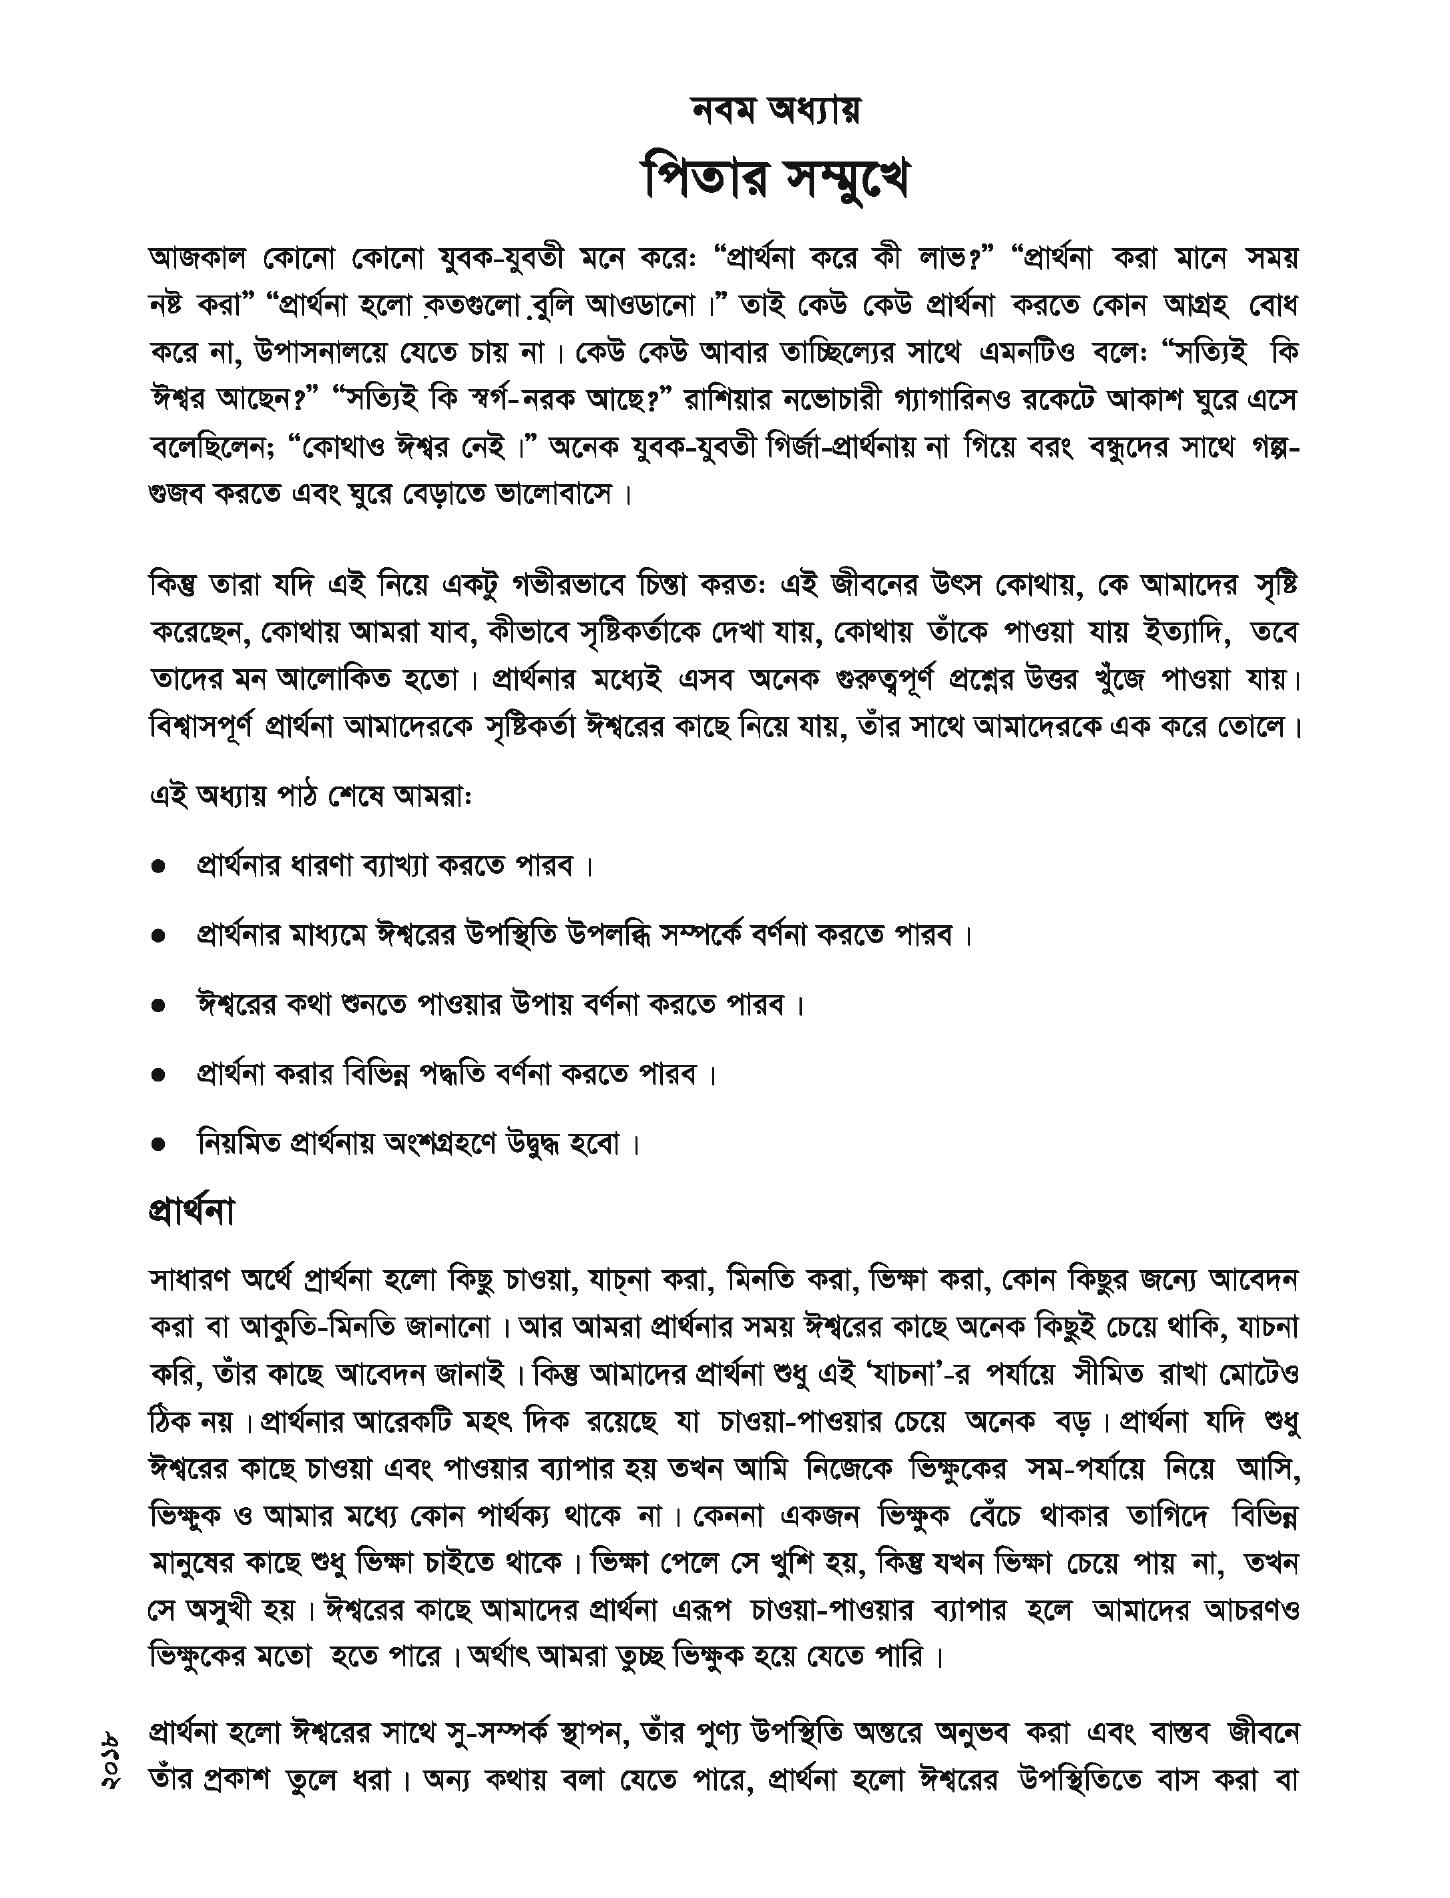 নবম অধ্যায়
পিতার সম্মুখে
আজকাল কোনো কোনো যুবক-যুবতী মনে করে: “প্রার্থনা করে কী লাভ?” “প্রার্থনা করা মানে সময়
নষ্ট করা” “প্রার্থনা হলো কতগুলো বুলি আওডানো।” তাই কেউ কেউ প্রার্থনা করতে কোন আগ্রহ বোধ
করে না, উপাসনালয়ে যেতে চায় না। কেউ কেউ আবার তাচ্ছিল্যের সাথে এমনটিও বলে: “সত্যিই কি
ঈশ্বর আছেন?” “সত্যিই কি স্বর্গ-নরক আছে?” রাশিয়ার নভোচারী গ্যাগারিনও রকেটে আকাশ ঘুরে এসে
বলেছিলেন; “কোথাও ঈশ্বর নেই।” অনেক যুবক-যুবতী গির্জা-প্রার্থনায় না গিয়ে বরং বন্ধুদের সাথে গল্প-
গুজব করতে এবং ঘুরে বেড়াতে ভালোবাসে।
কিন্তু তারা যদি এই নিয়ে একটু গভীরভাবে চিন্তা করত: এই জীবনের উৎস কোথায়, কে আমাদের সৃষ্টি
করেছেন, কোথায় আমরা যাব, কীভাবে সৃষ্টিকর্তাকে দেখা যায়, কোথায় তাঁকে পাওয়া যায় ইত্যাদি, তবে
তাদের মন আলোকিত হতো। প্রার্থনার মধ্যেই এসব অনেক গুরুত্বপূর্ণ প্রশ্নের উত্তর খুঁজে পাওয়া যায়।
বিশ্বাসপূর্ণ প্রার্থনা আমাদেরকে সৃষ্টিকর্তা ঈশ্বরের কাছে নিয়ে যায়, তাঁর সাথে আমাদেরকে এক করে তোলে।
এই অধ্যায় পাঠ শেষে আমরা:
● প্রার্থনার ধারণা ব্যাখ্যা করতে পারব।
● প্রার্থনার মাধ্যমে ঈশ্বরের উপস্থিতি উপলব্ধি সম্পর্কে বর্ণনা করতে পারব।
● ঈশ্বরের কথা শুনতে পাওয়ার উপায় বর্ণনা করতে পারব।
● প্রার্থনা করার বিভিন্ন পদ্ধতি বর্ণনা করতে পারব।
● নিয়মিত প্রার্থনায় অংশগ্রহণে উদ্বুদ্ধ হবো।
প্রার্থনা
সাধারণ অর্থে প্রার্থনা হলো কিছু চাওয়া, যাচ্‌না করা, মিনতি করা, ভিক্ষা করা, কোন কিছুর জন্যে আবেদন
করা বা আকুতি-মিনতি জানানো। আর আমরা প্রার্থনার সময় ঈশ্বরের কাছে অনেক কিছুই চেয়ে থাকি, যাচনা
করি, তাঁর কাছে আবেদন জানাই। কিন্তু আমাদের প্রার্থনা শুধু এই ‘যাচনা’-র পর্যায়ে সীমিত রাখা মোটেও
ঠিক নয়। প্রার্থনার আরেকটি মহৎ দিক রয়েছে যা চাওয়া-পাওয়ার চেয়ে অনেক বড়। প্রার্থনা যদি শুধু
ঈশ্বরের কাছে চাওয়া এবং পাওয়ার ব্যাপার হয় তখন আমি নিজেকে ভিক্ষুকের সম-পর্যায়ে নিয়ে আসি,
ভিক্ষুক ও আমার মধ্যে কোন পার্থক্য থাকে না। কেননা একজন ভিক্ষুক বেঁচে থাকার তাগিদে বিভিন্ন
মানুষের কাছে শুধু ভিক্ষা চাইতে থাকে। ভিক্ষা পেলে সে খুশি হয়, কিন্তু যখন ভিক্ষা চেয়ে পায় না, তখন
সে অসুখী হয়। ঈশ্বরের কাছে আমাদের প্রার্থনা এরূপ চাওয়া-পাওয়ার ব্যাপার হলে আমাদের আচরণও
ভিক্ষুকের মতো হতে পারে। অর্থাৎ আমরা তুচ্ছ ভিক্ষুক হয়ে যেতে পারি।
প্রার্থনা হলো ঈশ্বরের সাথে সু-সম্পর্ক স্থাপন, তাঁর পুণ্য উপস্থিতি অন্তরে অনুভব করা এবং বাস্তব জীবনে
তাঁর প্রকাশ তুলে ধরা। অন্য কথায় বলা যেতে পারে, প্রার্থনা হলো ঈশ্বরের উপস্থিতিতে বাস করা বা
২০১৮